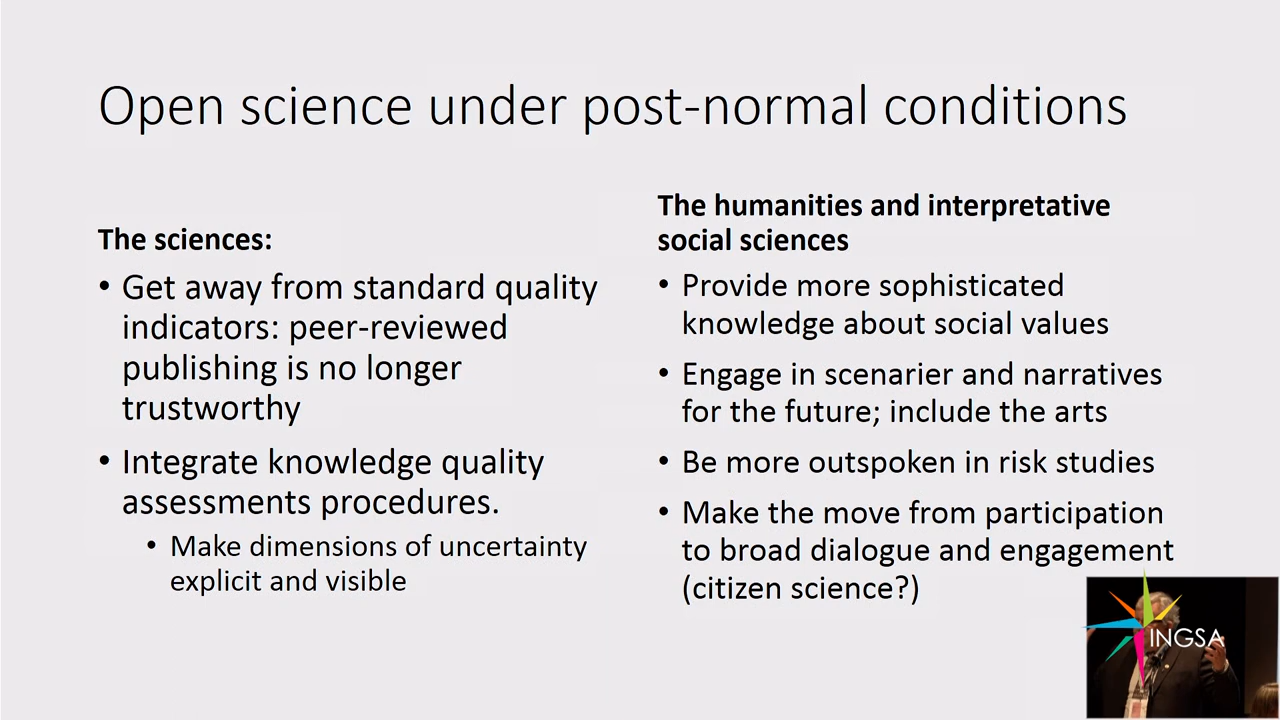 Open science under post-normal conditions
The sciences:
• Get away from standard quality
indicators: peer-reviewed
publishing is no longer
trustworthy
• Integrate knowledge quality
assessments procedures.
• Make dimensions of uncertainty
explicit and visible
The humanities and interpretative
social sciences
• Provide more sophisticated
knowledge about social values
• Engage in scenarier and narratives
for the future; include the arts
• Be more outspoken in risk studies
• Make the move from participation
to broad dialogue and engagement
(citizen science?)
INGSA